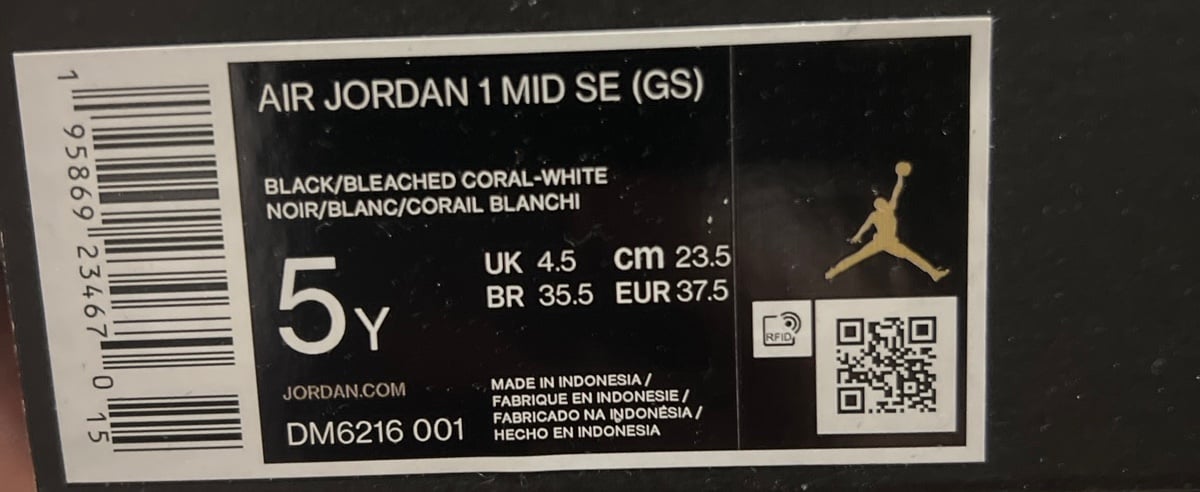 AIR JORDAN 1 MID SE (GS)
BLACK/BLEACHED CORAL-WHITE
NOIR/BLANC/CORAIL BLANCHI
5Y
UK 4.5 cm 23.5
BR 35.5 EUR 37.5
JORDAN.COM
DM6216 001
MADE IN INDONESIA /
FABRIQUE EN INDONESIE /
FABRICADO NA INDONÉSIA /
HECHO EN INDONESIA
RFID
1 95869 23467 0 15